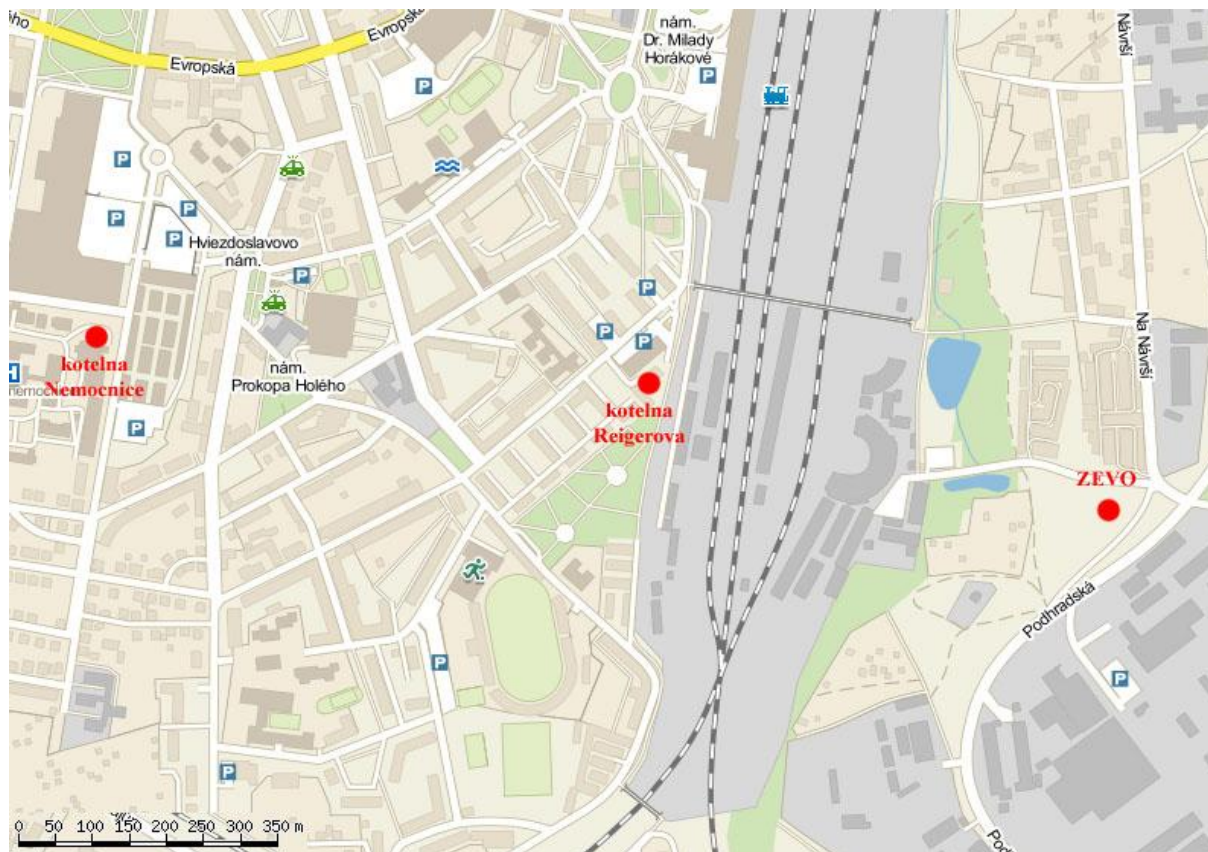 ého
Evropská
Evropská
nám.
Dr. Milady
Horákové
P
P
Návrší
P
P
P
P
Hviezdoslavovo
nám.
P
P
P
P
P
kotelna
Nemocnice
H
P
nám.
Prokopa Holého
kotelna
Reigerova
Na Návrší
ZEVO
Podhradská
P
P
P
0 50 100 150 200 250 300 350 m